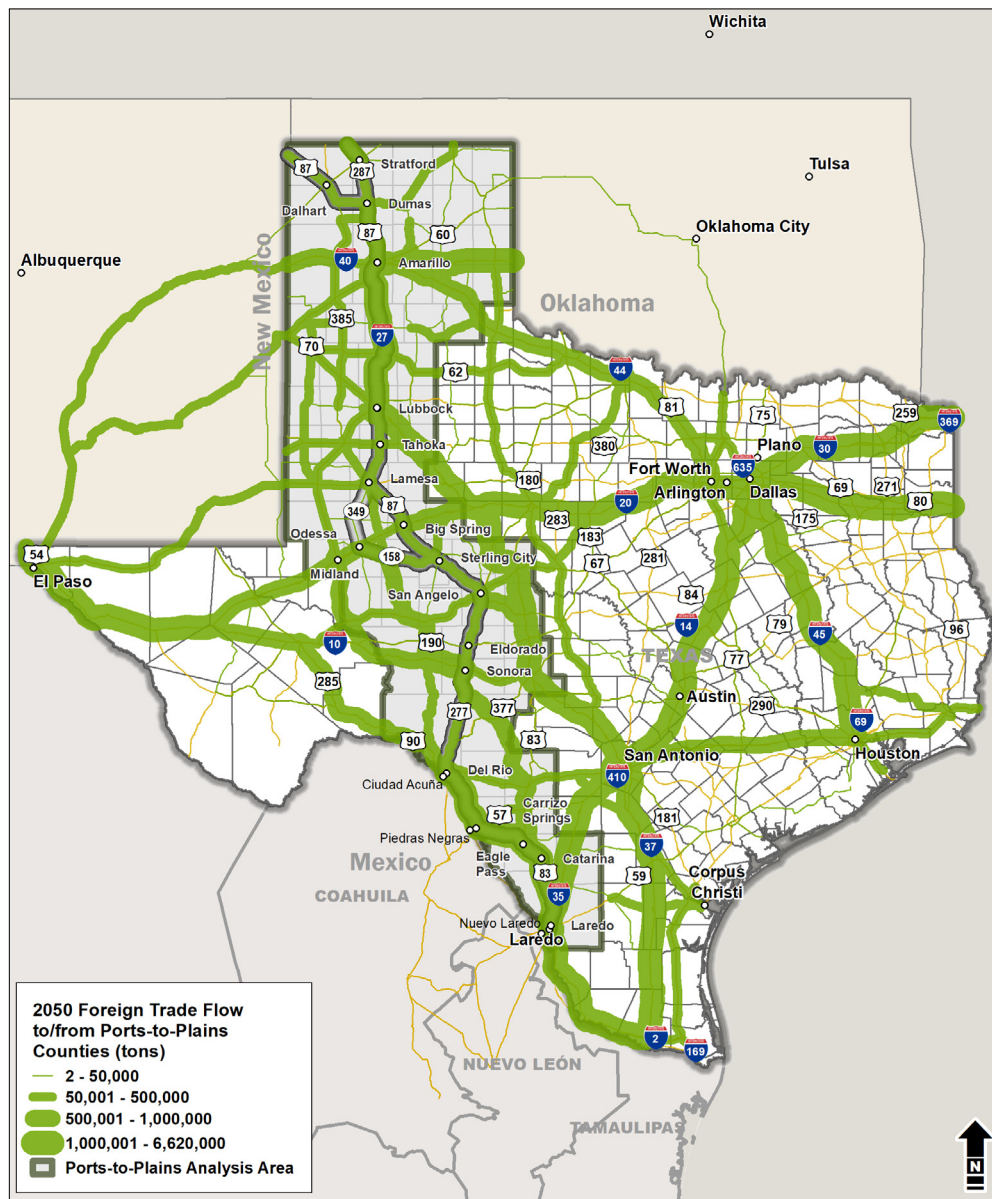 Wichita
Tulsa
Oklahoma City
Albuquerque
New Mexico
Oklahoma
87
Stratford
287
Dalhart
Dumas
87
60
40
Amarillo
385
27
70
62
44
Lubbock
81
75
259
369
Tahoka
380
Plano
30
Fort Worth
635
Lamesa
180
69
271
20
Arlington
Dallas
80
349
87
Odessa
Big Spring
283
175
183
54
158
Sterling City
El Paso
Midland
67
281
San Angelo
84
14
79
45
96
10
190
Eldorado
TEXAS
77
285
Sonora
Austin
290
277
377
69
90
83
San Antonio
Houston
Del Rio
410
Ciudad Acuña
57
Carrizo
Springs
181
Piedras Negras
37
Mexico
Eagle
Pass
Catarina
83
59
Corpus
Christi
COAHUILA
35
Nuevo Laredo
Laredo
Laredo
2
169
NUEVO LEÓN
TAMAULIPAS
2050 Foreign Trade Flow
to/from Ports-to-Plains
Counties (tons)
2 - 50,000
50,001 - 500,000
500,001 - 1,000,000
1,000,001 - 6,620,000
Ports-to-Plains Analysis Area
N